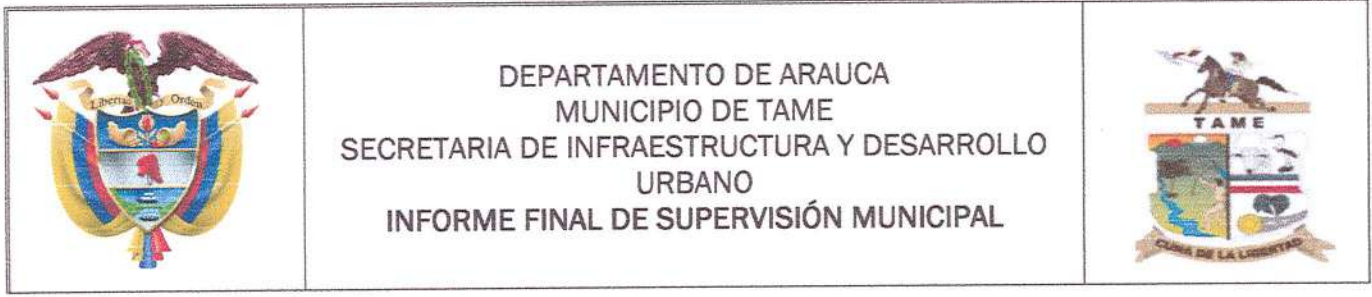 Libertad y Orden
DEPARTAMENTO DE ARAUCA
MUNICIPIO DE TAME
SECRETARIA DE INFRAESTRUCTURA Y DESARROLLO
URBANO
INFORME FINAL DE SUPERVISIÓN MUNICIPAL
TAME
CUNA DE LA LIBERTAD